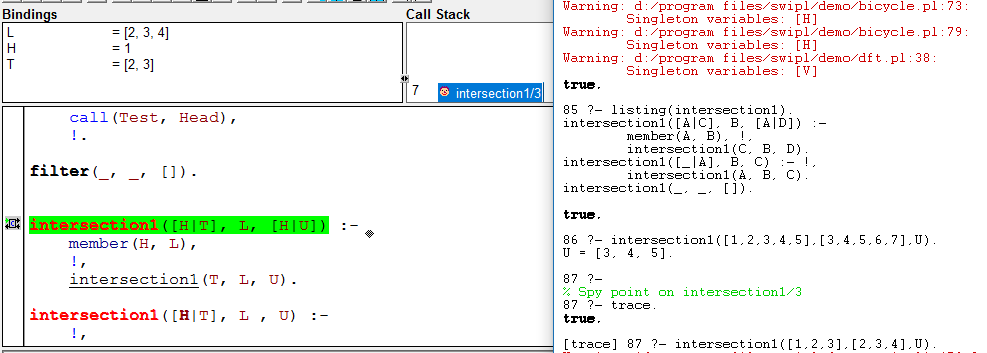 Bindings
L = [2, 3, 4]
H = 1
T = [2, 3]
Call Stack
7 intersection1/3
call(Test, Head),
!.
filter(_, _, []).
intersection1([H|T], L, [H|U]) :-
member(H, L),
!,
intersection1(T, L, U).
intersection1([H|T], L , U) :-
!,
Warning: d:/program files/swipl/demo/bicycle.pl:73:
Singleton variables: [H]
Warning: d:/program files/swipl/demo/bicycle.pl:79:
Singleton variables: [H]
Warning: d:/program files/swipl/demo/dft.pl:38:
Singleton variables: [V]
true.
85 ?- listing(intersection1).
intersection1([A|C], B, [A|D]) :-
member(A, B), !,
intersection1(C, B, D).
intersection1([_|A], B, C) :- !,
intersection1(A, B, C).
intersection1(_, _, []).
true.
86 ?- intersection1([1,2,3,4,5],[3,4,5,6,7],U).
U = [3, 4, 5].
87 ?-
% Spy point on intersection1/3
87 ?- trace.
true.
[trace] 87 ?- intersection1([1,2,3],[2,3,4],U).